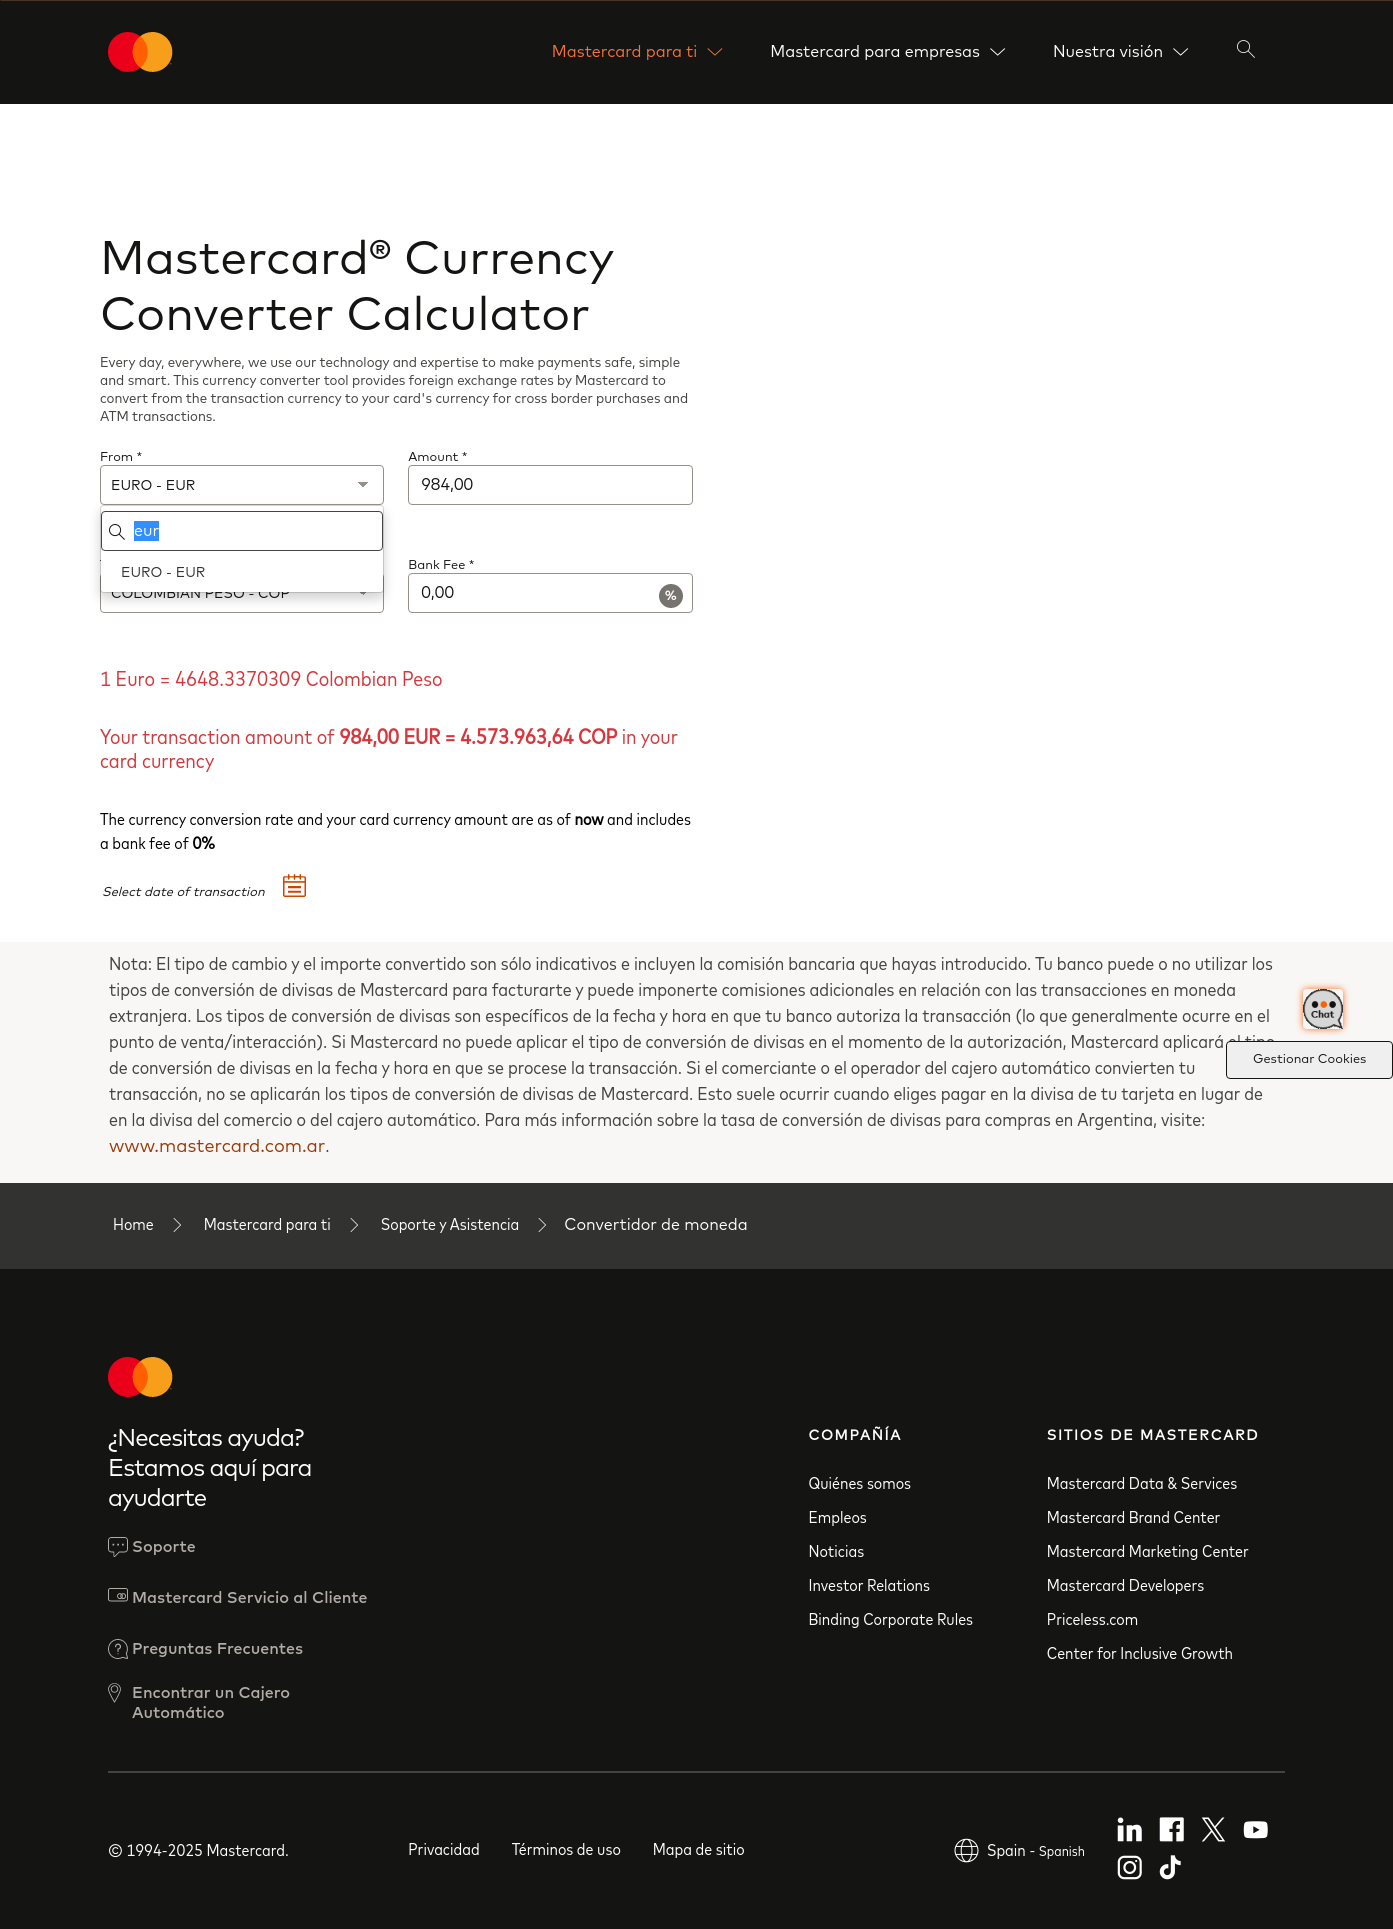 Mastercard para ti
Mastercard para empresas
Nuestra visión
Mastercard® Currency
Converter Calculator
Every day, everywhere, we use our technology and expertise to make payments safe, simple
and smart. This currency converter tool provides foreign exchange rates by Mastercard to
convert from the transaction currency to your card's currency for cross border purchases and
ATM transactions.
From *
Amount *
EURO - EUR
984,00
eur
EURO - EUR
Bank Fee *
COLOMBIAN PESO - COP
0,00
%
1 Euro = 4648.3370309 Colombian Peso
Your transaction amount of 984,00 EUR = 4.573.963,64 COP in your
card currency
The currency conversion rate and your card currency amount are as of now and includes
a bank fee of 0%
Select date of transaction
Nota: El tipo de cambio y el importe convertido son sólo indicativos e incluyen la comisión bancaria que hayas introducido. Tu banco puede o no utilizar los
tipos de conversión de divisas de Mastercard para facturarte y puede imponerte comisiones adicionales en relación con las transacciones en moneda
extranjera. Los tipos de conversión de divisas son específicos de la fecha y hora en que tu banco autoriza la transacción (lo que generalmente ocurre en el
punto de venta/interacción). Si Mastercard no puede aplicar el tipo de conversión de divisas en el momento de la autorización, Mastercard aplicará el tipo
de conversión de divisas en la fecha y hora en que se procese la transacción. Si el comerciante o el operador del cajero automático convierten tu
transacción, no se aplicarán los tipos de conversión de divisas de Mastercard. Esto suele ocurrir cuando eliges pagar en la divisa de tu tarjeta en lugar de
en la divisa del comercio o del cajero automático. Para más información sobre la tasa de conversión de divisas para compras en Argentina, visite:
www.mastercard.com.ar.
Chat
Gestionar Cookies
Home
Mastercard para ti
Soporte y Asistencia
Convertidor de moneda
¿Necesitas ayuda?
Estamos aquí para
ayudarte
Soporte
Mastercard Servicio al Cliente
Preguntas Frecuentes
Encontrar un Cajero
Automático
COMPAÑÍA
Quiénes somos
Empleos
Noticias
Investor Relations
Binding Corporate Rules
SITIOS DE MASTERCARD
Mastercard Data & Services
Mastercard Brand Center
Mastercard Marketing Center
Mastercard Developers
Priceless.com
Center for Inclusive Growth
© 1994-2025 Mastercard.
Privacidad
Términos de uso
Mapa de sitio
Spain - Spanish